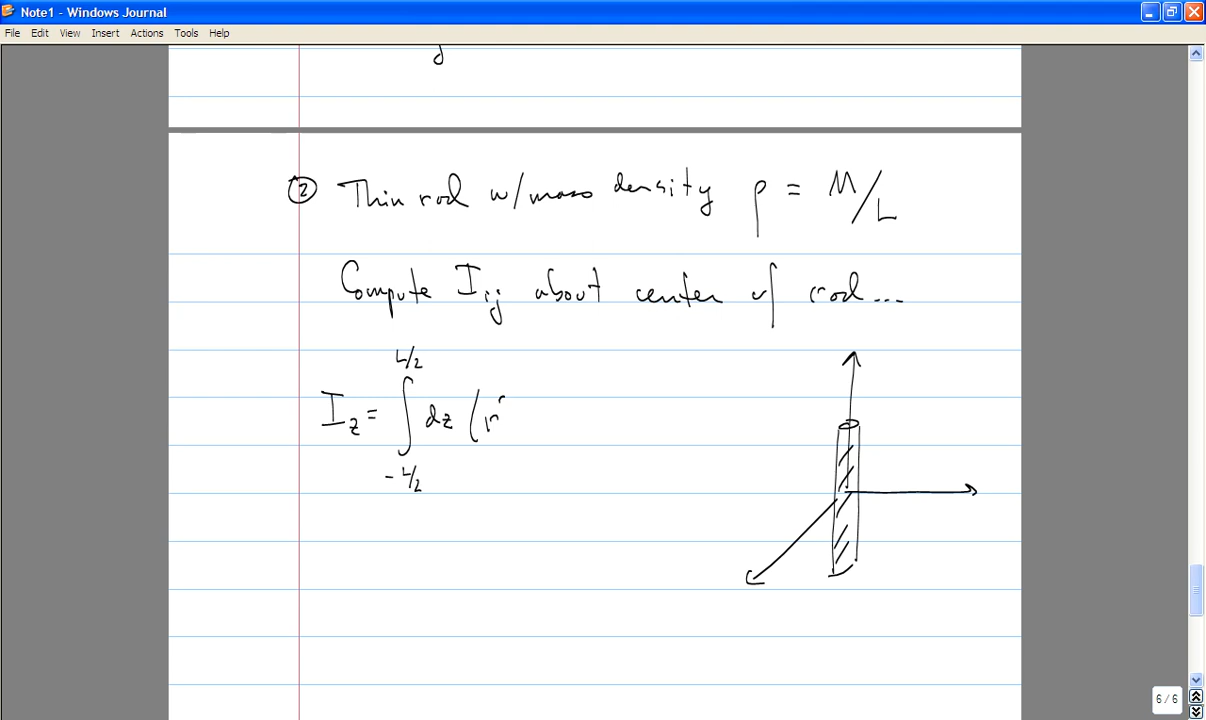 Note1 - Windows Journal
File Edit View Insert Actions Tools Help
② Thin rod w/mass density ρ = M/L
Compute I_ij about center of rod...
I_z = ∫_{-L/2}^{L/2} dz (r
6 / 6